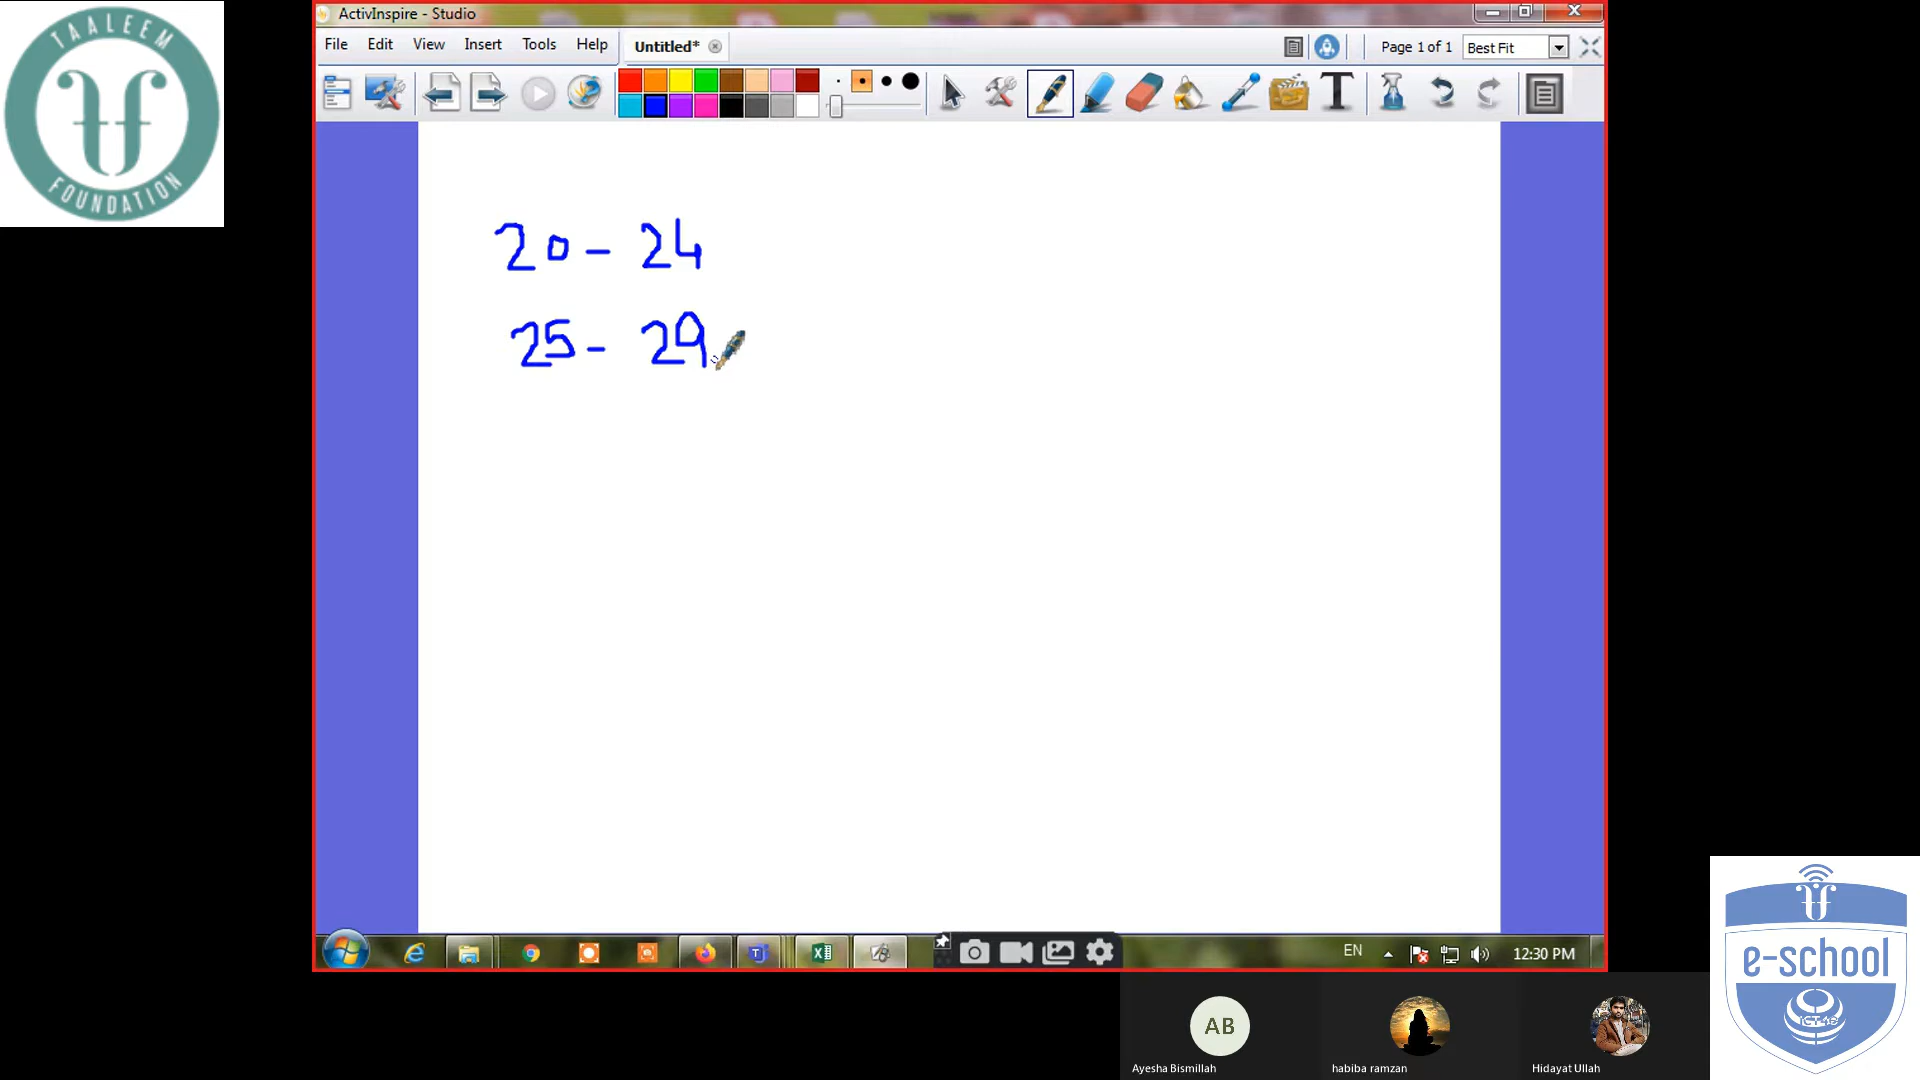 TAALEEM
FOUNDATION
ActivInspire - Studio
File Edit View Insert Tools Help Untitled* Page 1 of 1 Best Fit
20 - 24
25 - 29
EN 12:30 PM
AB
Ayesha Bismillah habiba ramzan Hidayat Ullah
e-school